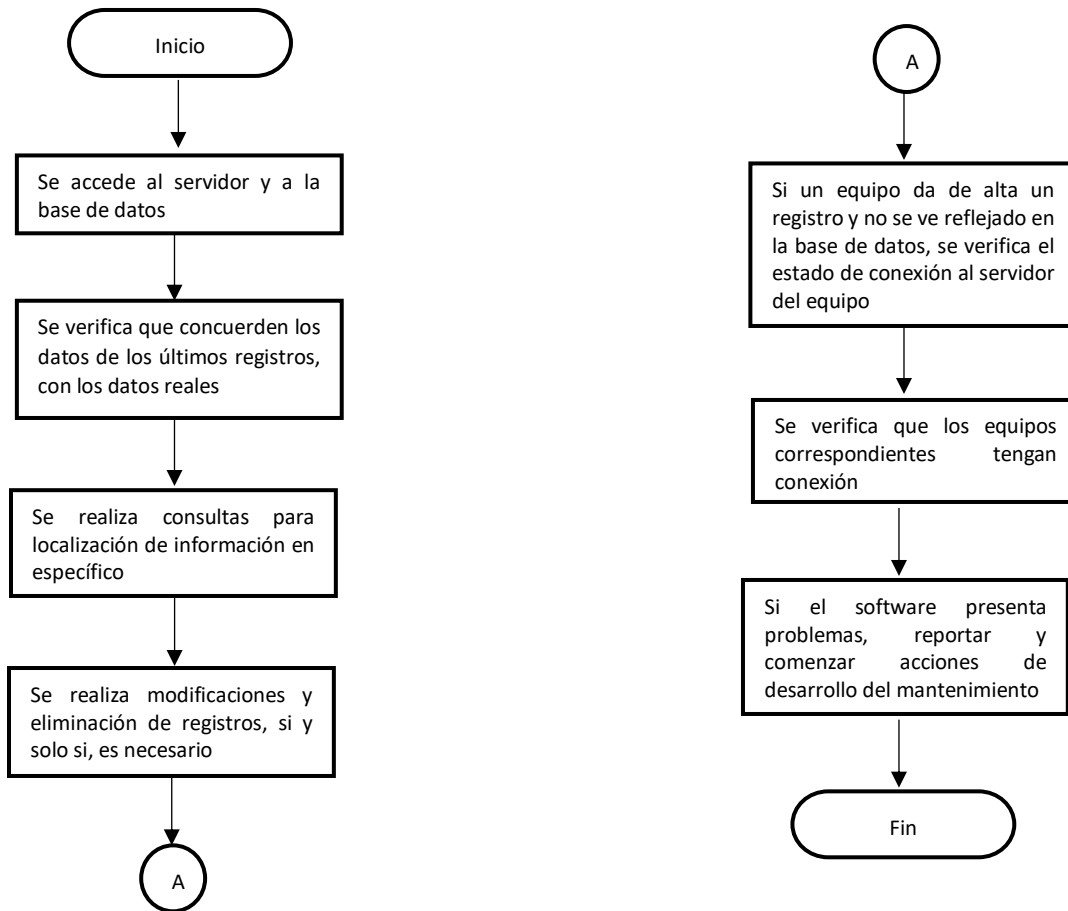 Inicio
Se accede al servidor y a la
base de datos
Se verifica que concuerden los
datos de los últimos registros,
con los datos reales
Se realiza consultas para
localización de información en
específico
Se realiza modificaciones y
eliminación de registros, si y
solo si, es necesario
A
A
Si un equipo da de alta un
registro y no se ve reflejado en
la base de datos, se verifica el
estado de conexión al servidor
del equipo
Se verifica que los equipos
correspondientes tengan
conexión
Si el software presenta
problemas, reportar y
comenzar acciones de
desarrollo del mantenimiento
Fin